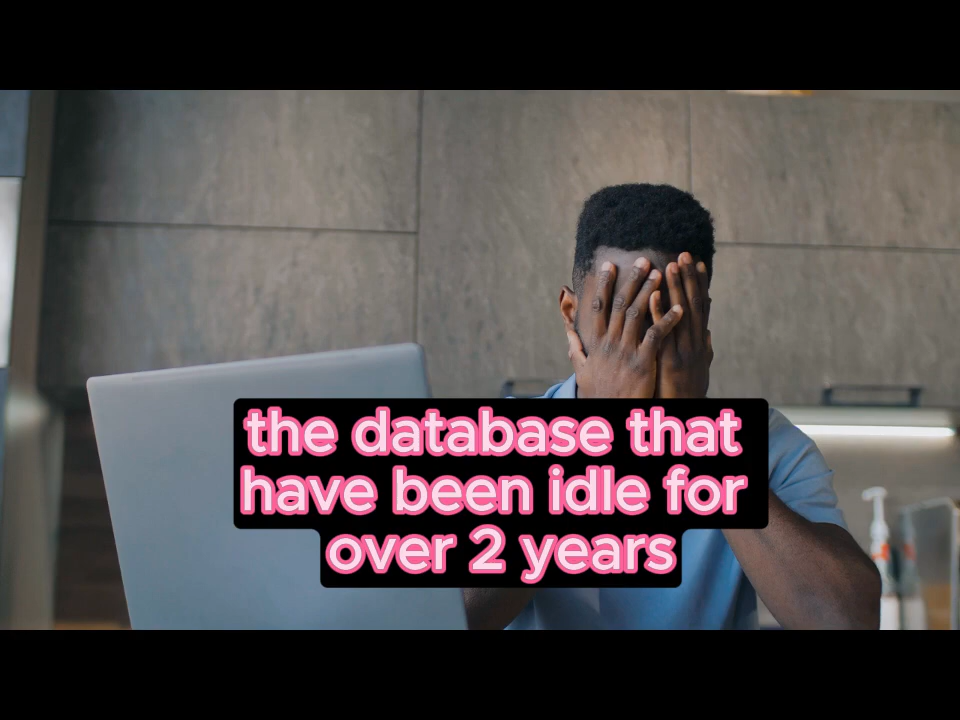 the database that
have been idle for
over 2 years